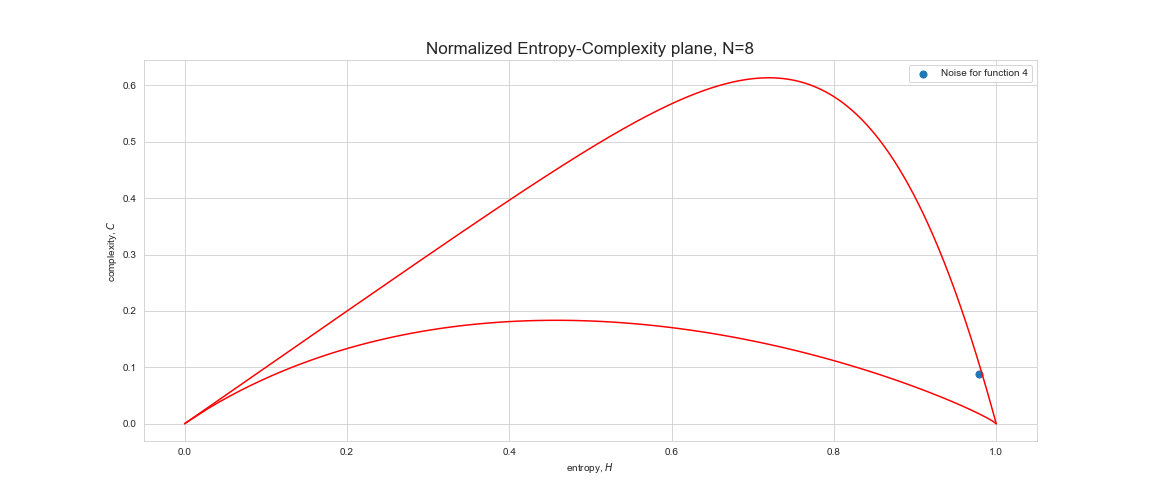 Normalized Entropy-Complexity plane, N=8
Noise for function 4
complexity, C
0.6
0.5
0.4
0.3
0.2
0.1
0.0
0.0 0.2 0.4 0.6 0.8 1.0
entropy, H